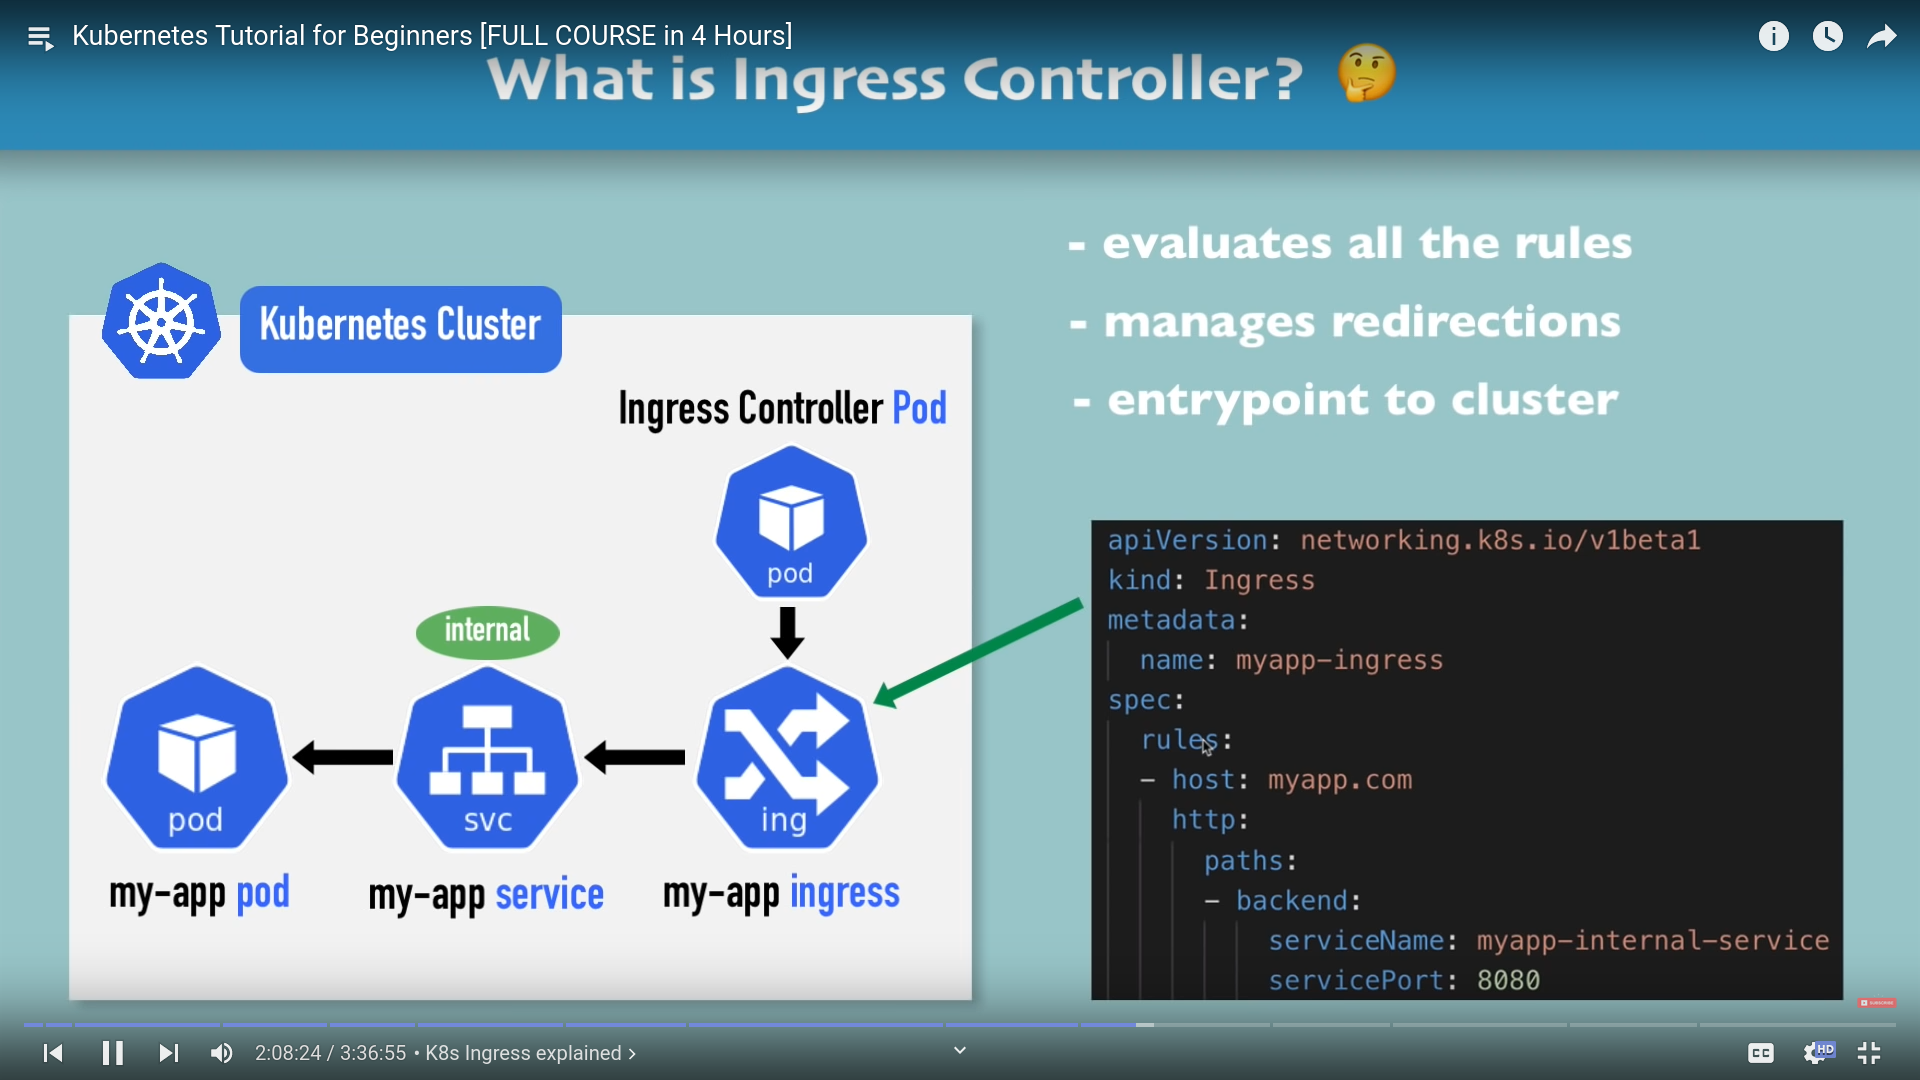 Kubernetes Tutorial for Beginners [FULL COURSE in 4 Hours]
What is Ingress Controller?
- evaluates all the rules
- manages redirections
- entrypoint to cluster
Kubernetes Cluster
Ingress Controller Pod
pod
internal
pod
svc
ing
my-app pod
my-app service
my-app ingress
apiVersion: networking.k8s.io/v1beta1
kind: Ingress
metadata:
name: myapp-ingress
spec:
rules:
- host: myapp.com
http:
paths:
- backend:
serviceName: myapp-internal-service
servicePort: 8080
SUBSCRIBE
2:08:24 / 3:36:55 • K8s Ingress explained >
CC
HD